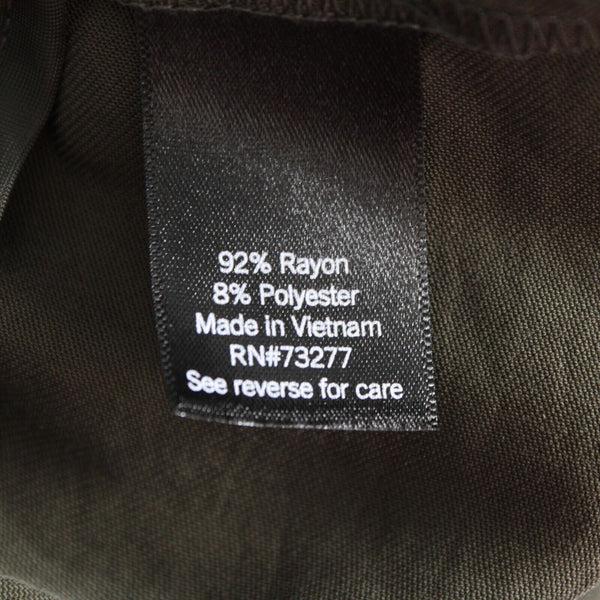 92% Rayon
8% Polyester
Made in Vietnam
RN#73277
See reverse for care